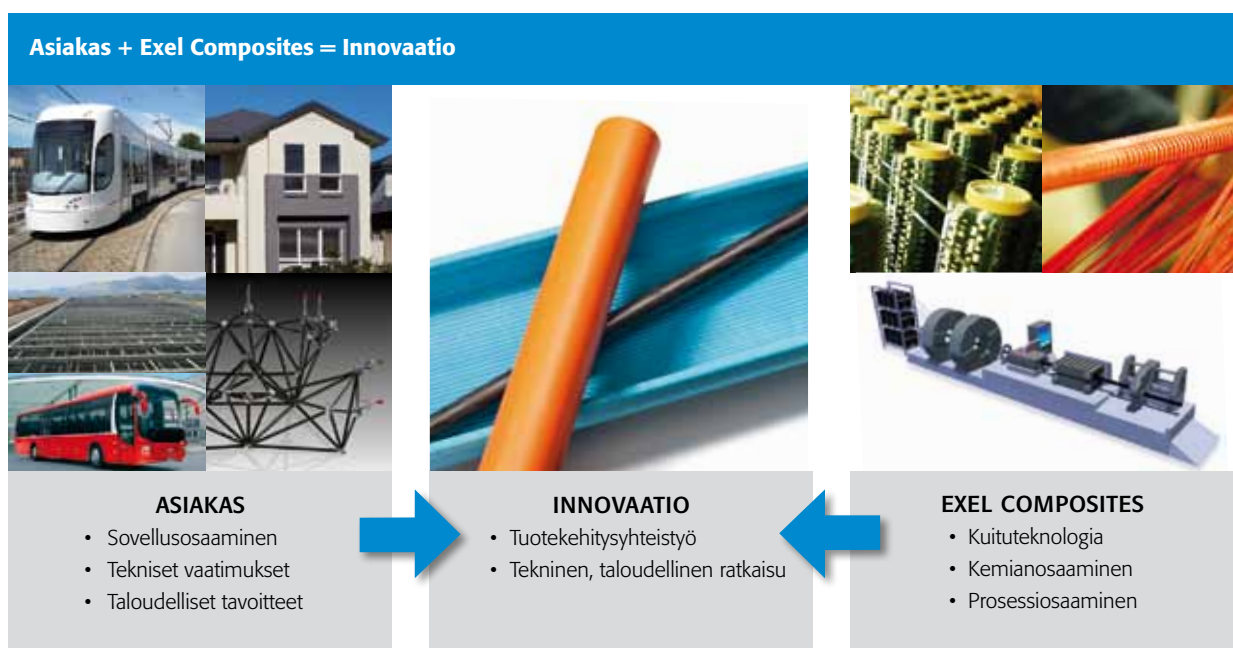 Asiakas + Exel Composites = Innovaatio
ASIAKAS
• Sovellusosaaminen
• Tekniset vaatimukset
• Taloudelliset tavoitteet
INNOVAATIO
• Tuotekehitysyhteistyö
• Tekninen, taloudellinen ratkaisu
EXEL COMPOSITES
• Kuituteknologia
• Kemianosaaminen
• Prosessiosaaminen